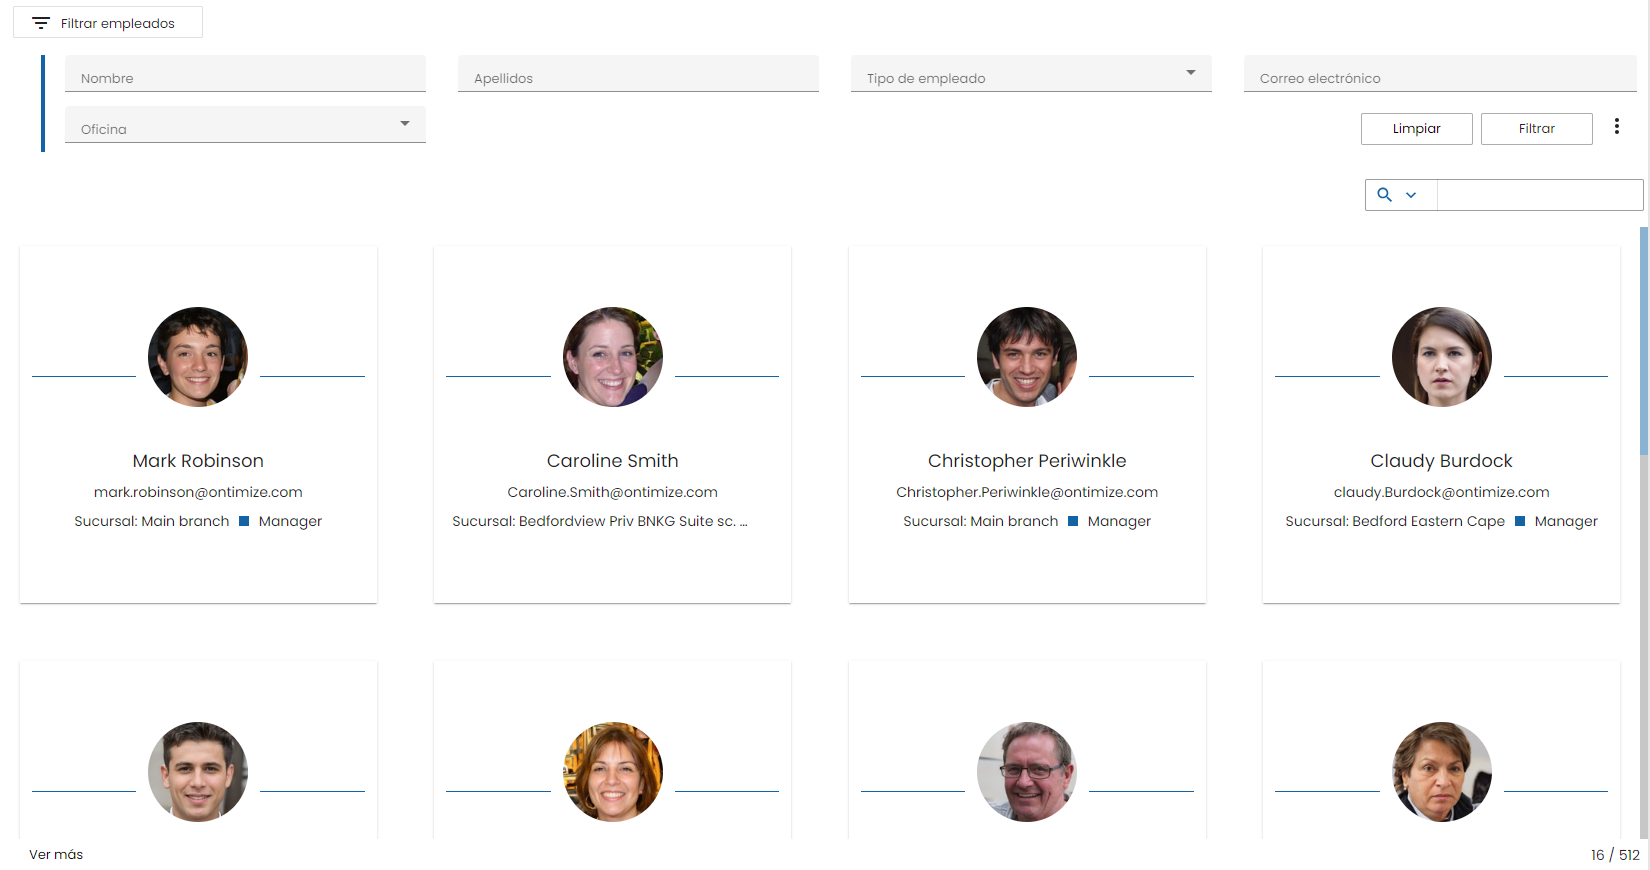 Filtrar empleados
Nombre
Apellidos
Tipo de empleado
Correo electrónico
Oficina
Limpiar
Filtrar
Mark Robinson
mark.robinson@ontimize.com
Sucursal: Main branch Manager
Caroline Smith
Caroline.Smith@ontimize.com
Sucursal: Bedfordview Priv BNKG Suite sc. ...
Christopher Periwinkle
Christopher.Periwinkle@ontimize.com
Sucursal: Main branch Manager
Claudy Burdock
claudy.Burdock@ontimize.com
Sucursal: Bedford Eastern Cape Manager
Ver más
16 / 512